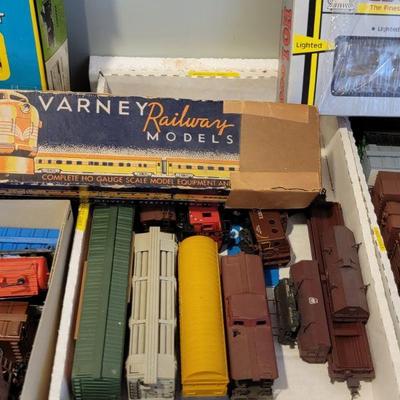 The Fines
Lighted
VARNEY Railway
MODELS
COMPLETE HO GAUGE SCALE MODEL EQUIPMENT AND